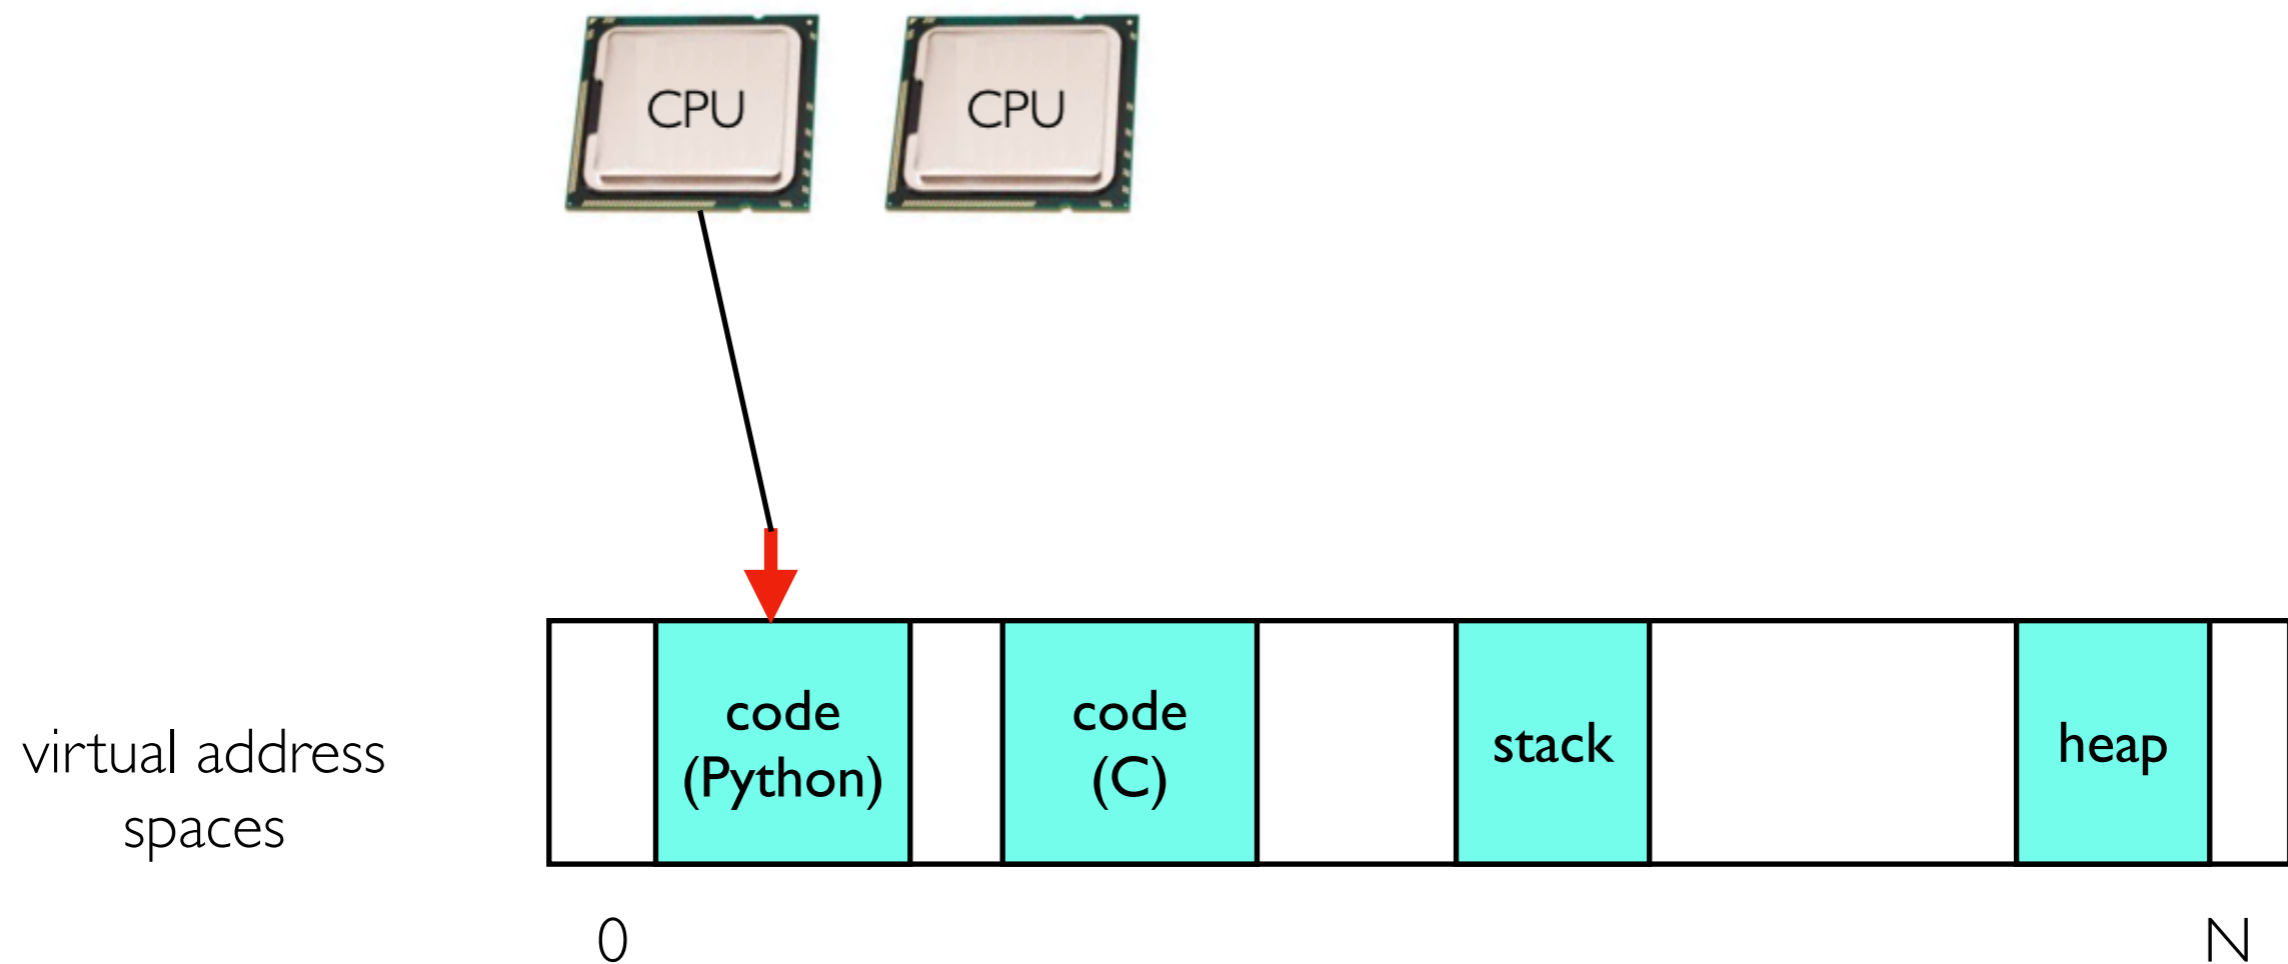 CPU
CPU
code
(Python)
code
(C)
stack
heap
virtual address
spaces
0
N